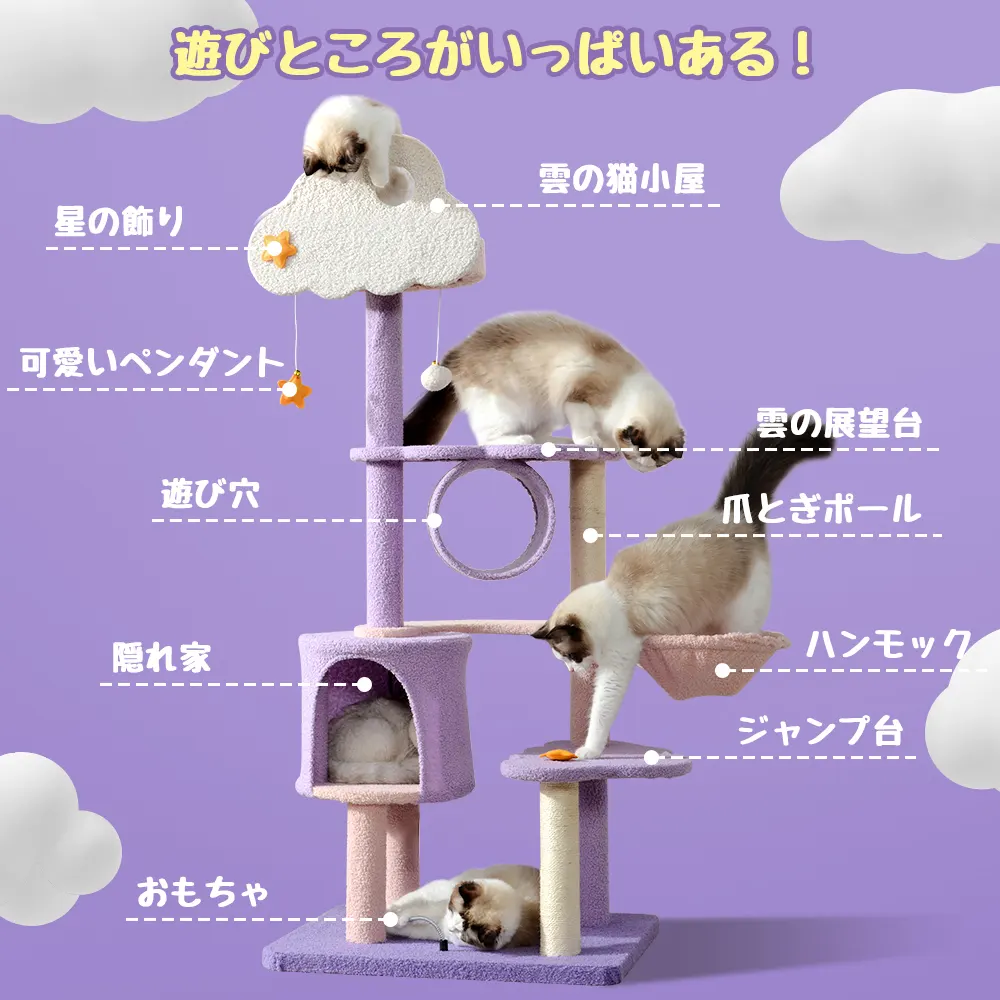 遊びところがいっぱいある!
雲の猫小屋
星の飾り
可愛いペンダント
雲の展望台
遊び穴
爪とぎポール
ハンモック
隠れ家
ジャンプ台
おもちゃ